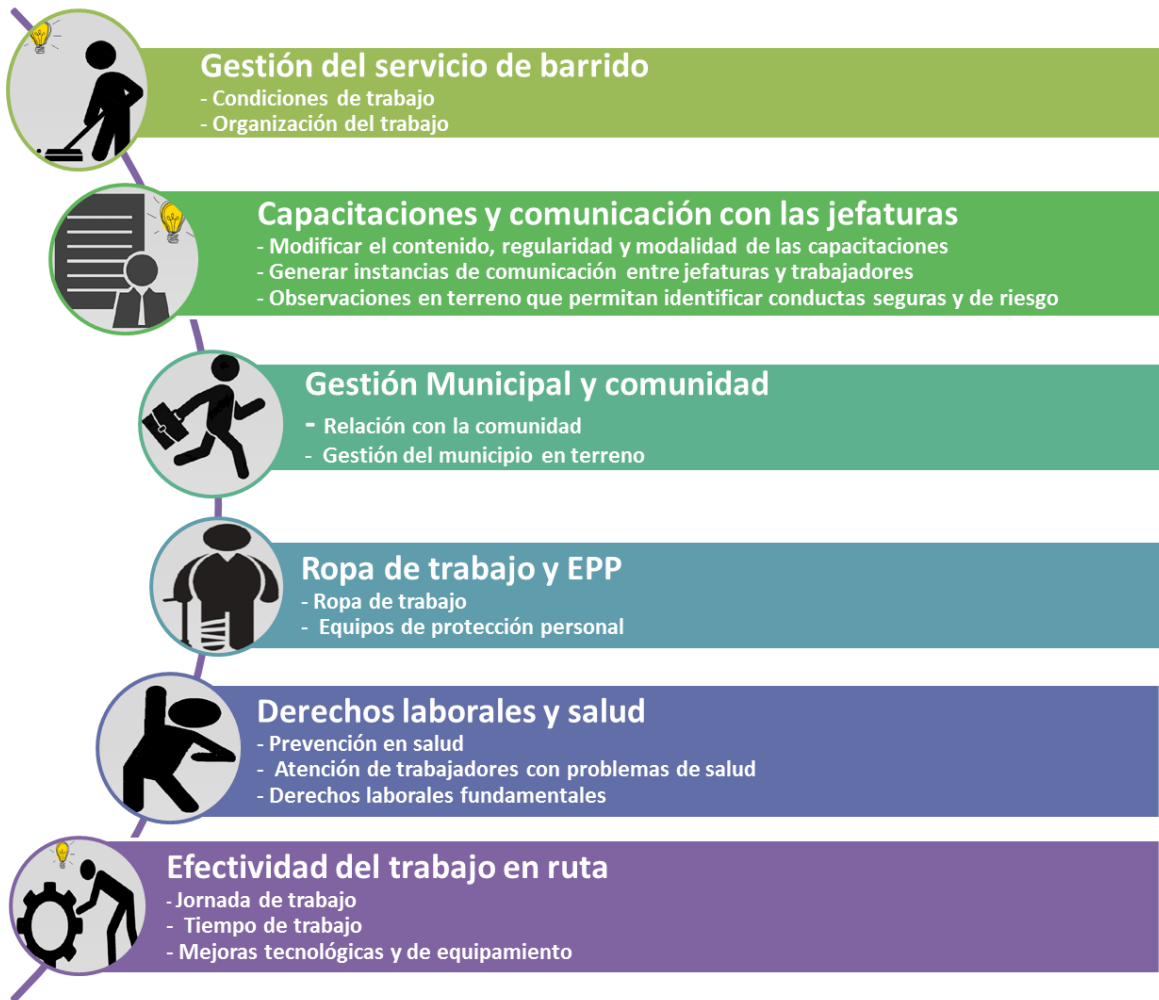 Gestión del servicio de barrido
- Condiciones de trabajo
- Organización del trabajo
Capacitaciones y comunicación con las jefaturas
- Modificar el contenido, regularidad y modalidad de las capacitaciones
- Generar instancias de comunicación entre jefaturas y trabajadores
- Observaciones en terreno que permitan identificar conductas seguras y de riesgo
Gestión Municipal y comunidad
- Relación con la comunidad
- Gestión del municipio en terreno
Ropa de trabajo y EPP
- Ropa de trabajo
- Equipos de protección personal
Derechos laborales y salud
- Prevención en salud
- Atención de trabajadores con problemas de salud
- Derechos laborales fundamentales
Efectividad del trabajo en ruta
- Jornada de trabajo
- Tiempo de trabajo
- Mejoras tecnológicas y de equipamiento